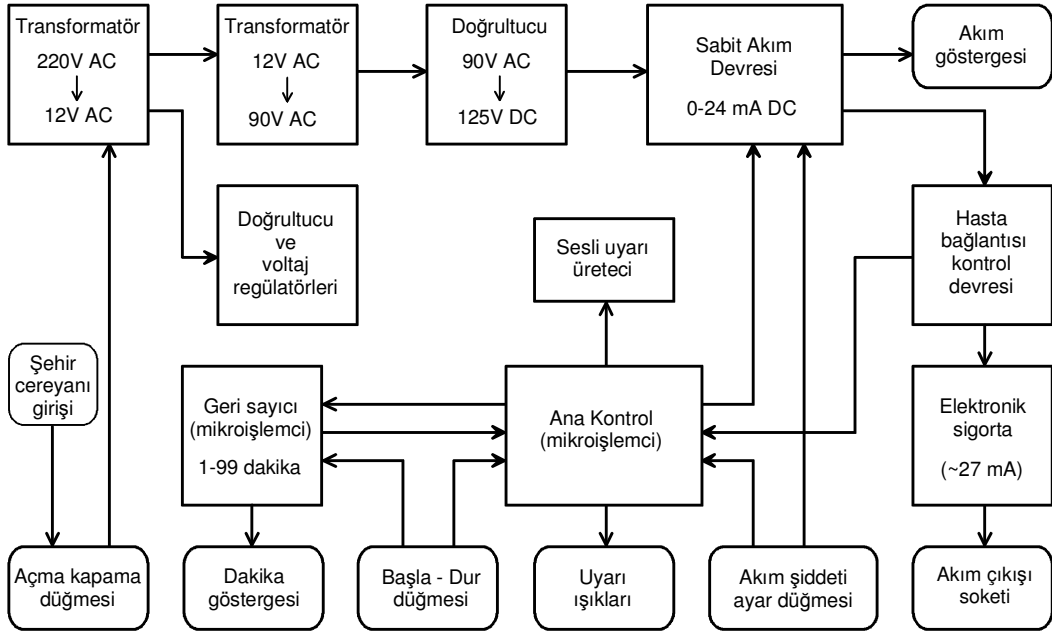 Transformatör
220V AC
12V AC
Transformatör
12V AC
90V AC
Doğrultucu
90V AC
125V DC
Sabit Akım
Devresi
0-24 mA DC
Akım
göstergesi
Doğrultucu
ve
voltaj
regülatörleri
Sesli uyarı
üreteci
Hasta
bağlantısı
kontrol
devresi
Şehir
cereyanı
girişi
Geri sayıcı
(mikroişlemci)
1-99 dakika
Ana Kontrol
(mikroişlemci)
Elektronik
sigorta
(~27 mA)
Açma kapama
düğmesi
Dakika
göstergesi
Başla - Dur
düğmesi
Uyarı
ışıkları
Akım şiddeti
ayar düğmesi
Akım çıkışı
soketi